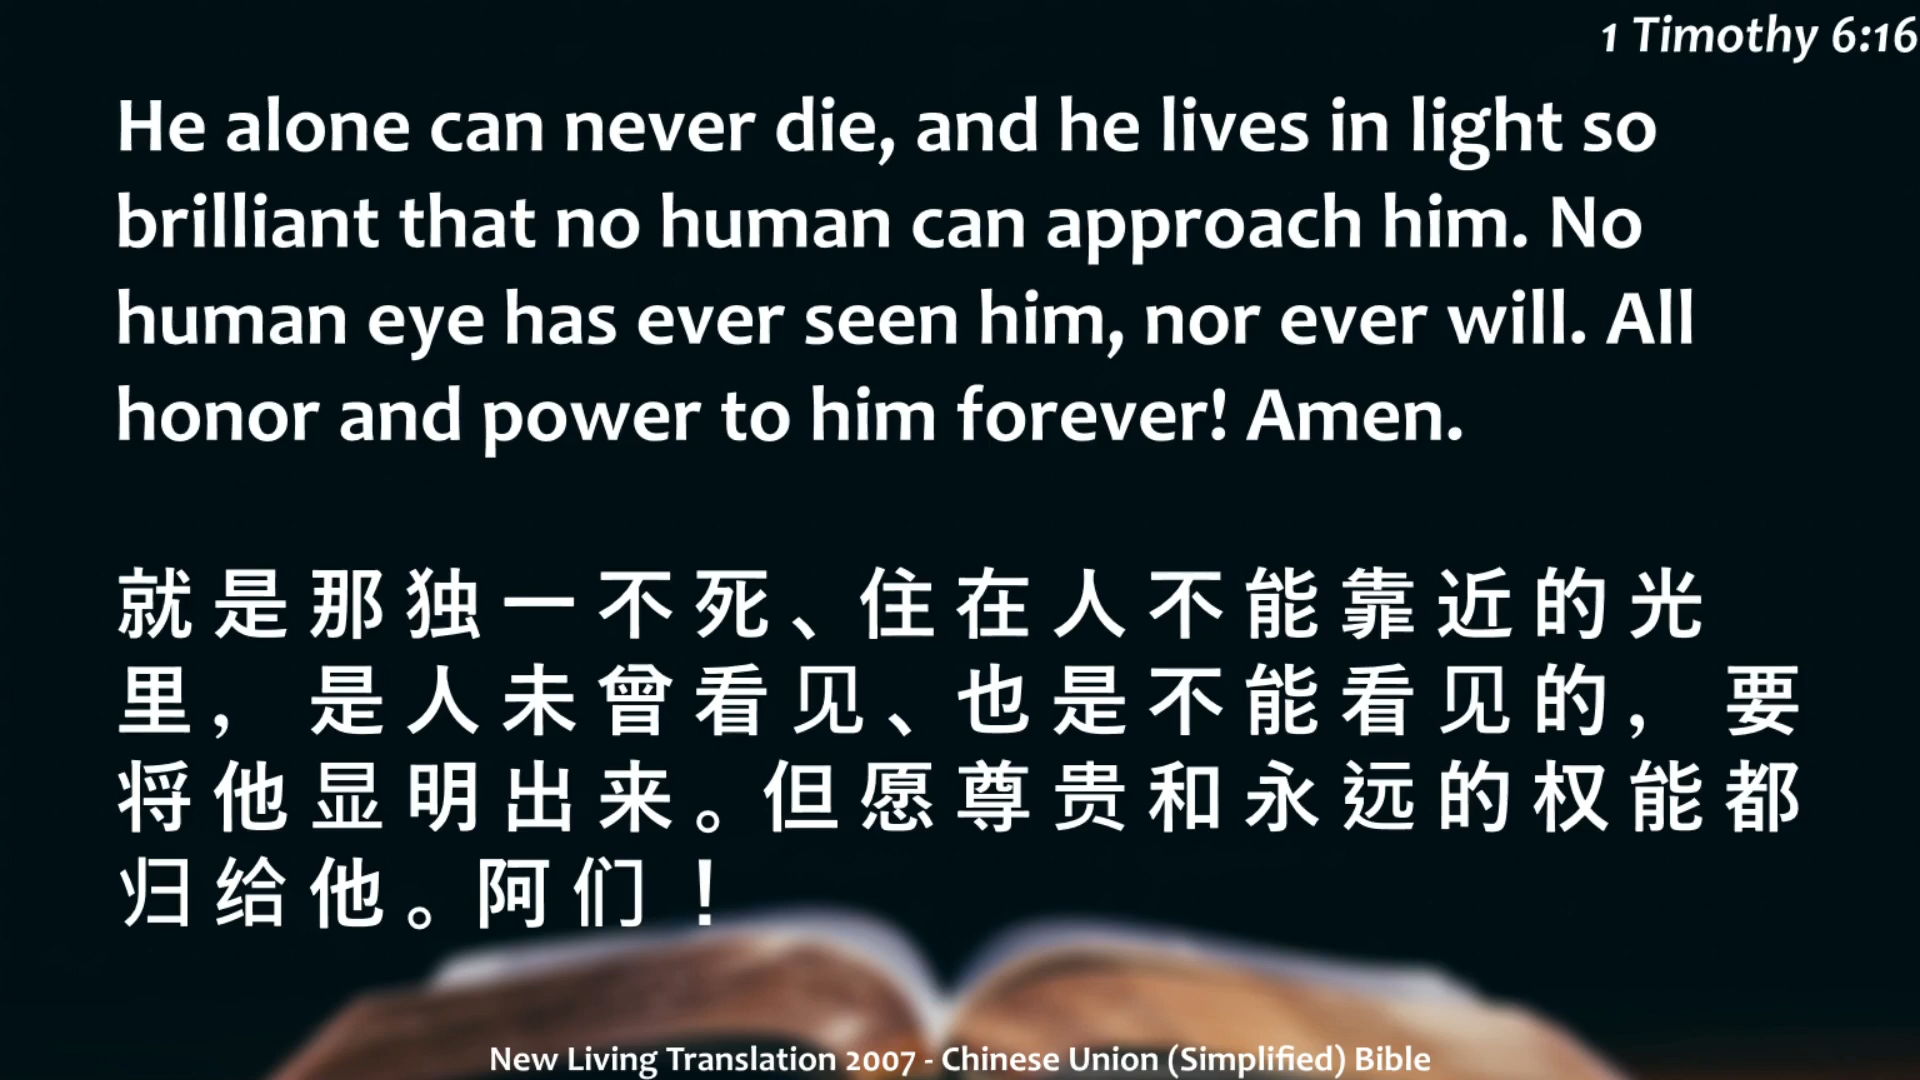 1 Timothy 6:16
He alone can never die, and he lives in light so
brilliant that no human can approach him. No
human eye has ever seen him, nor ever will. All
honor and power to him forever! Amen.
就是那独一不死、住在人不能靠近的光
里，是人未曾看见、也是不能看见的，要
将他显明出来。但愿尊贵和永远的权能都
归给他。阿们！
New Living Translation 2007 - Chinese Union (Simplified) Bible